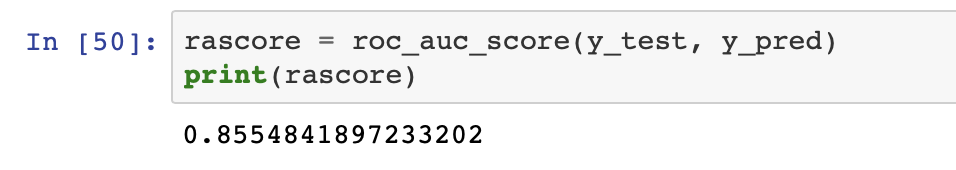 In [50]: rascore = roc_auc_score(y_test, y_pred)
print(rascore)
0.8554841897233202